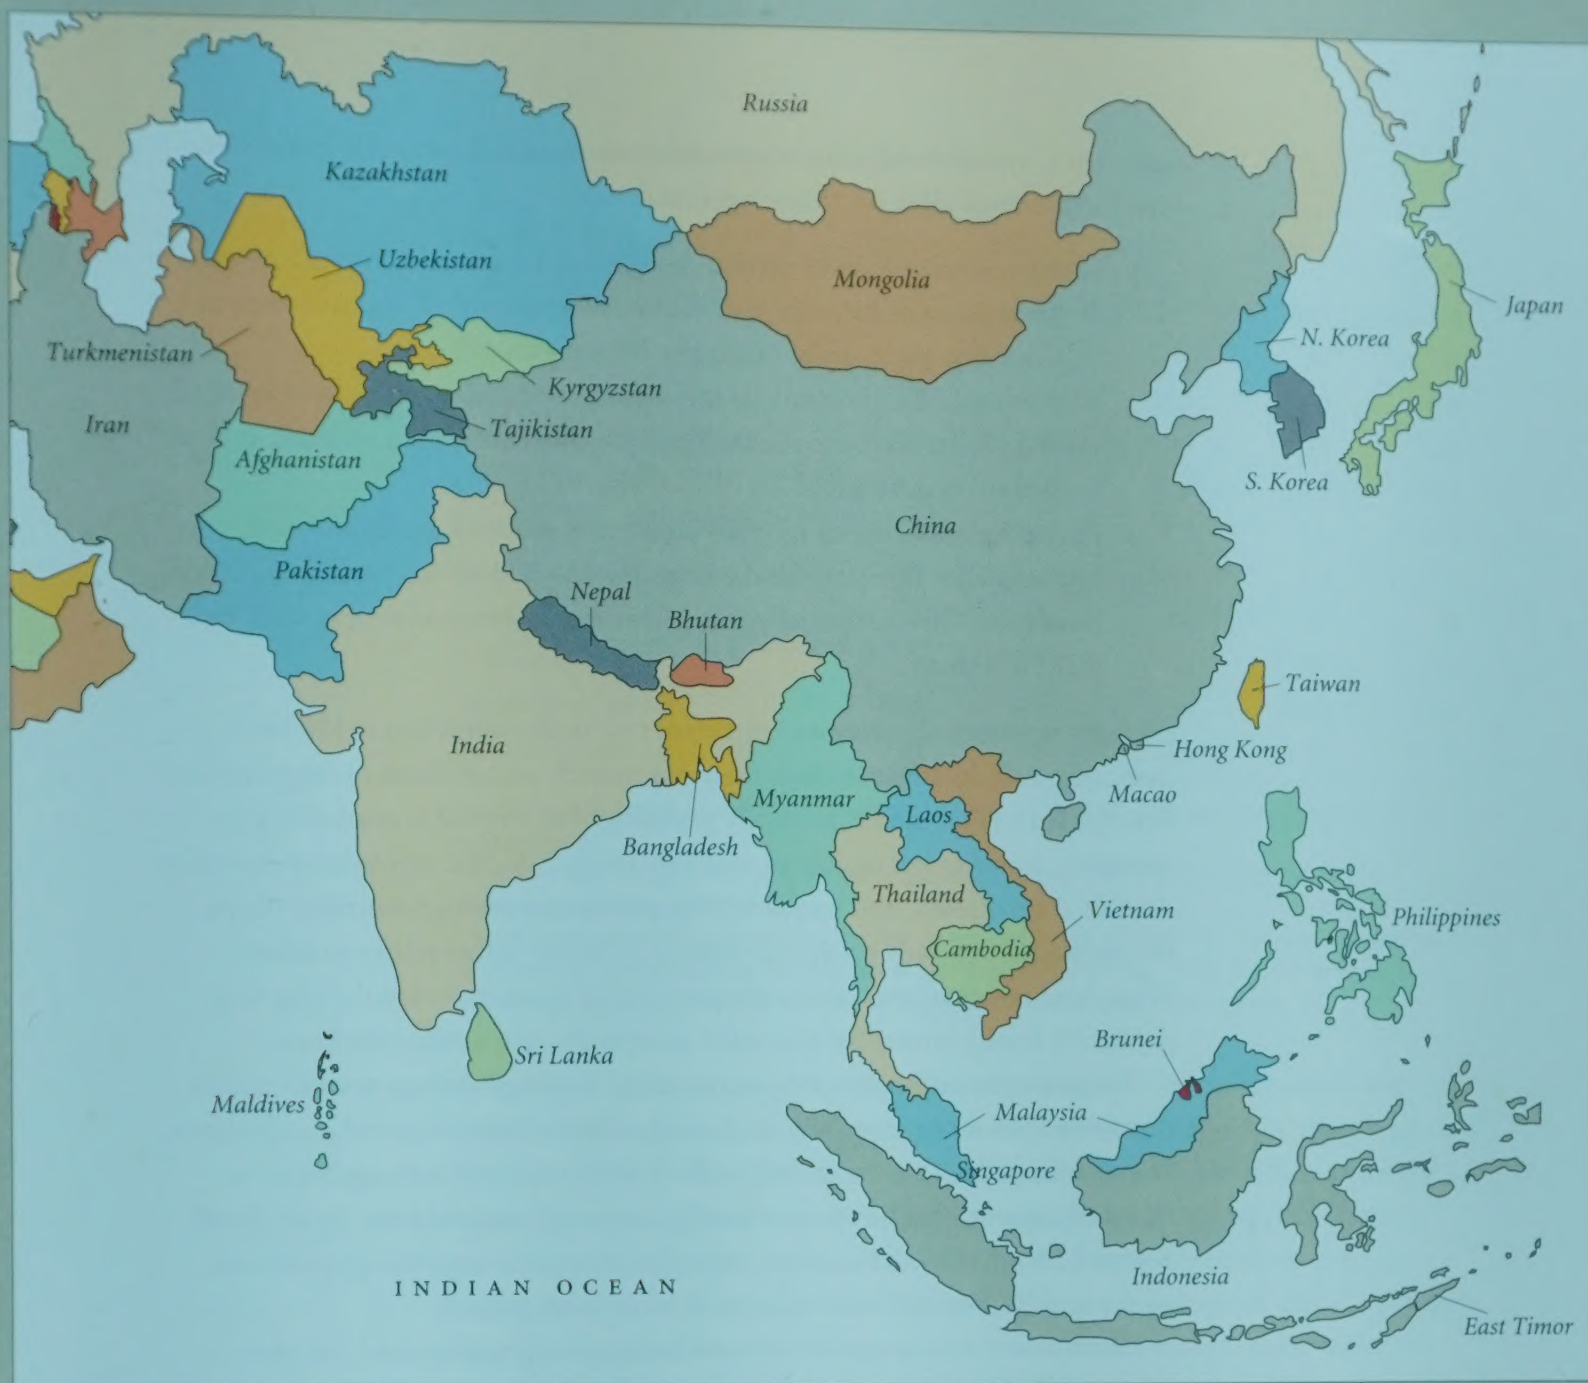 Russia
Kazakhstan
Uzbekistan
Mongolia
Japan
N. Korea
Turkmenistan
Kyrgyzstan
Iran
Tajikistan
Afghanistan
S. Korea
China
Pakistan
Nepal
Bhutan
Taiwan
India
Hong Kong
Macao
Myanmar
Laos
Bangladesh
Thailand
Vietnam
Philippines
Cambodia
Brunei
Sri Lanka
Maldives
Malaysia
Singapore
Indonesia
INDIAN OCEAN
East Timor